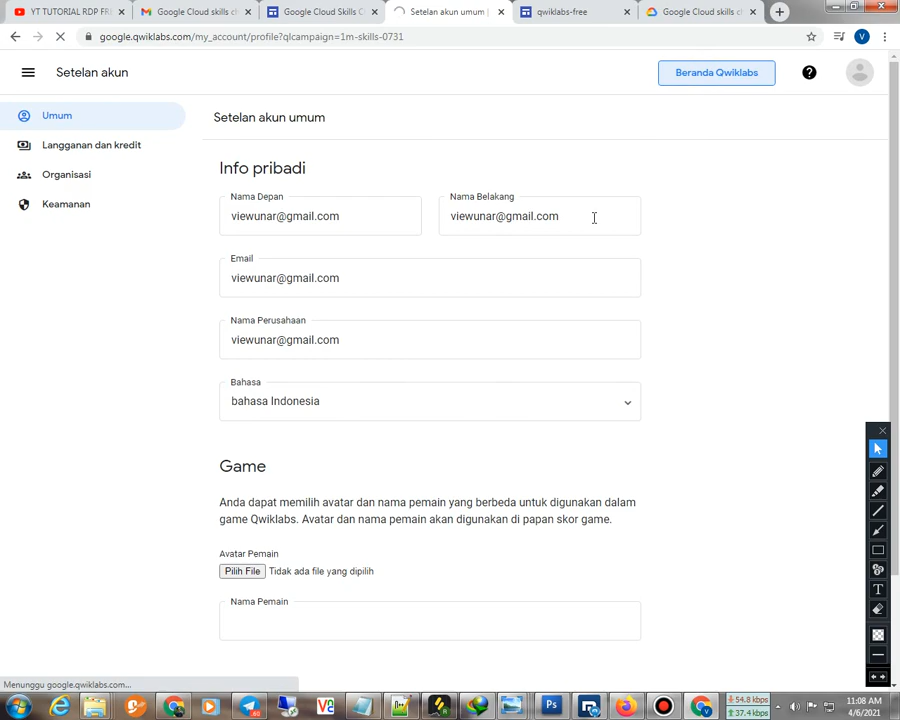 YT TUTORIAL RDP FRE
Google Cloud skills ch
Google Cloud Skills C
Setelan akun umum |
qwiklabs-free
Google Cloud skills ch
google.qwiklabs.com/my_account/profile?qlcampaign=1m-skills-0731
V
Setelan akun
Beranda Qwiklabs
?
Umum
Langganan dan kredit
Organisasi
Keamanan
Setelan akun umum
Info pribadi
Nama Depan
viewunar@gmail.com
Nama Belakang
viewunar@gmail.com
Email
viewunar@gmail.com
Nama Perusahaan
viewunar@gmail.com
Bahasa
bahasa Indonesia
Game
Anda dapat memilih avatar dan nama pemain yang berbeda untuk digunakan dalam
game Qwiklabs. Avatar dan nama pemain akan digunakan di papan skor game.
Avatar Pemain
Pilih File Tidak ada file yang dipilih
Nama Pemain
T
Menunggu google.qwiklabs.com...
Ps
54.8 kbps
37.4 kbps
11:08 AM
4/6/2021